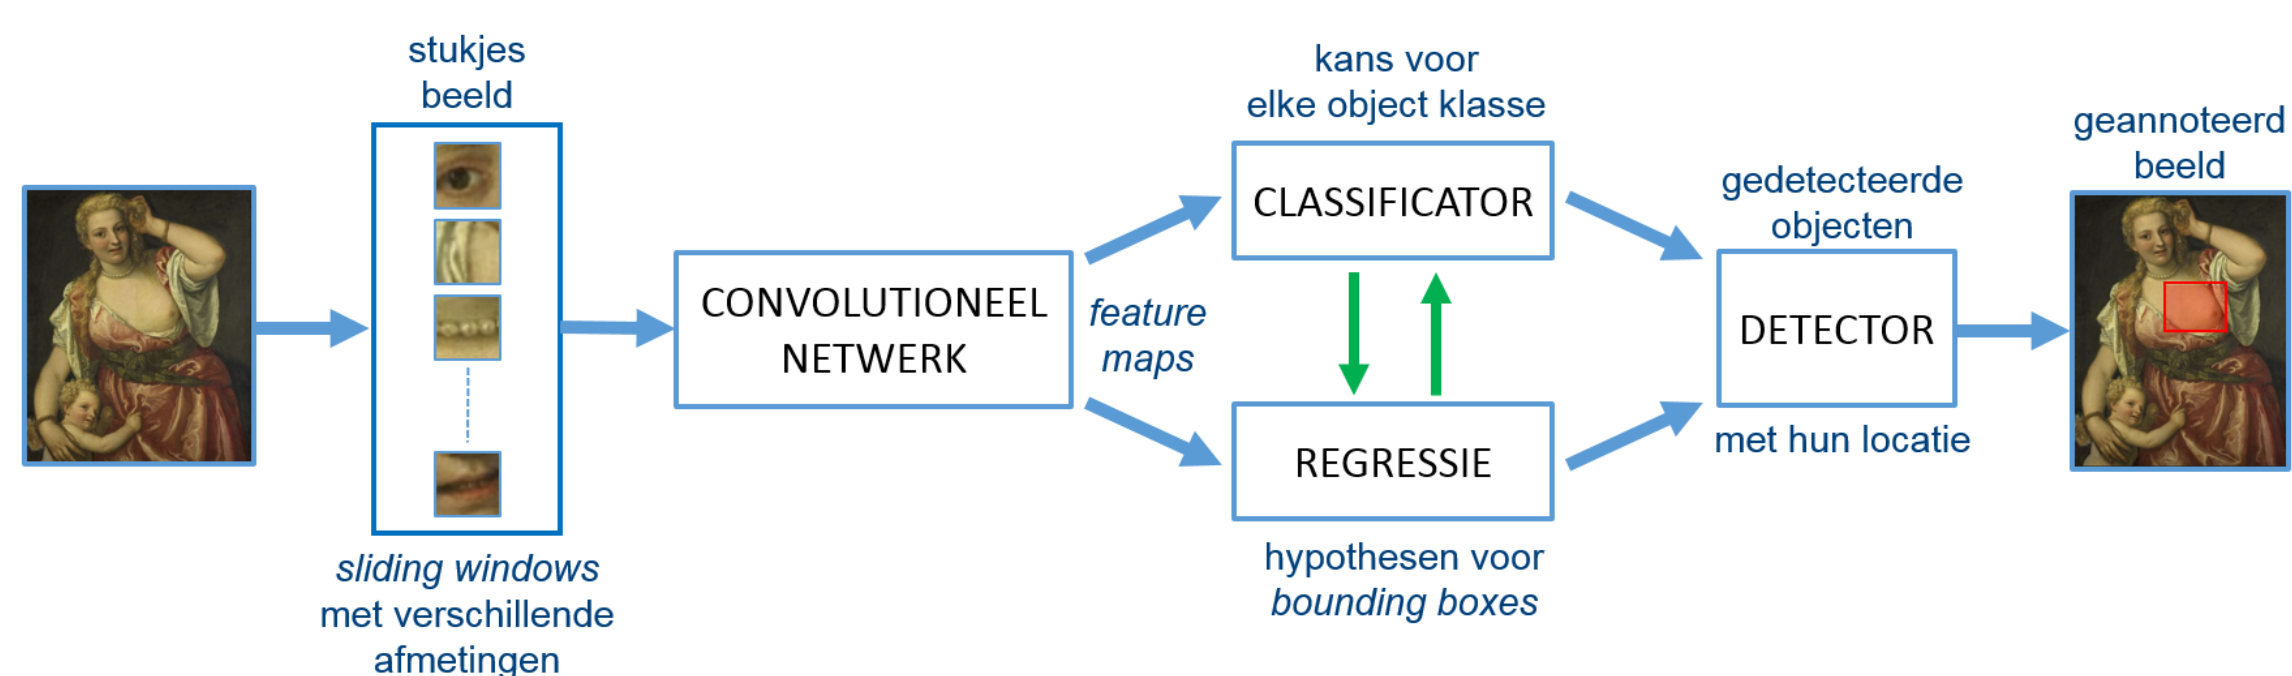 stukjes
beeld
sliding windows
met verschillende
afmetingen
CONVOLUTIONEEL
NETWERK
feature
maps
kans voor
elke object klasse
CLASSIFICATOR
REGRESSIE
hypothesen voor
bounding boxes
gedetecteerde
objecten
DETECTOR
met hun locatie
geannoteerd
beeld